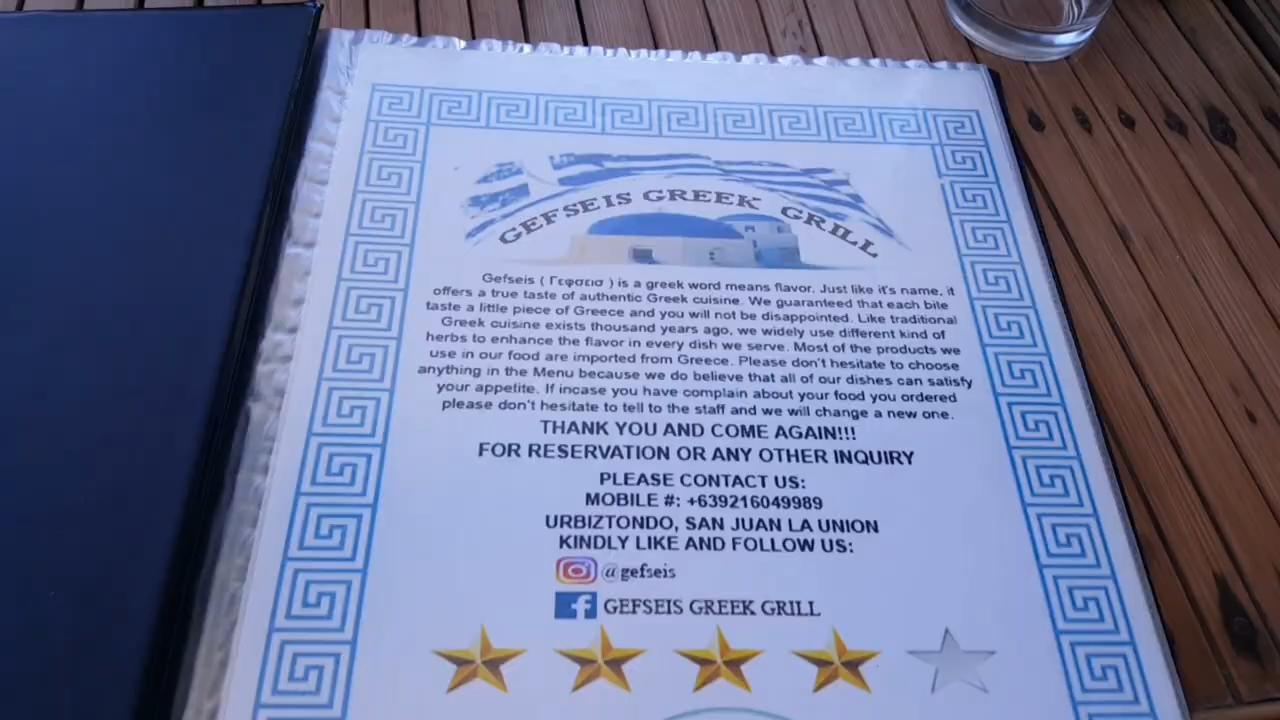 GEFSEIS GREEK GRILL
Gefseis ( Γεφσεισ ) is a greek word means flavor. Just like it's name, it
offers a true taste of authentic Greek cuisine. We guaranteed that each bite
taste a little piece of Greece and you will not be disappointed. Like traditional
Greek cuisine exists thousand years ago, we widely use different kind of
herbs to enhance the flavor in every dish we serve. Most of the products we
use in our food are imported from Greece. Please don't hesitate to choose
anything in the Menu because we do believe that all of our dishes can satisfy
your appetite. If incase you have complain about your food you ordered
please don't hesitate to tell to the staff and we will change a new one.
THANK YOU AND COME AGAIN!!!
FOR RESERVATION OR ANY OTHER INQUIRY
PLEASE CONTACT US:
MOBILE #: +639216049989
URBIZTONDO, SAN JUAN LA UNION
KINDLY LIKE AND FOLLOW US:
@gefseis
GEFSEIS GREEK GRILL